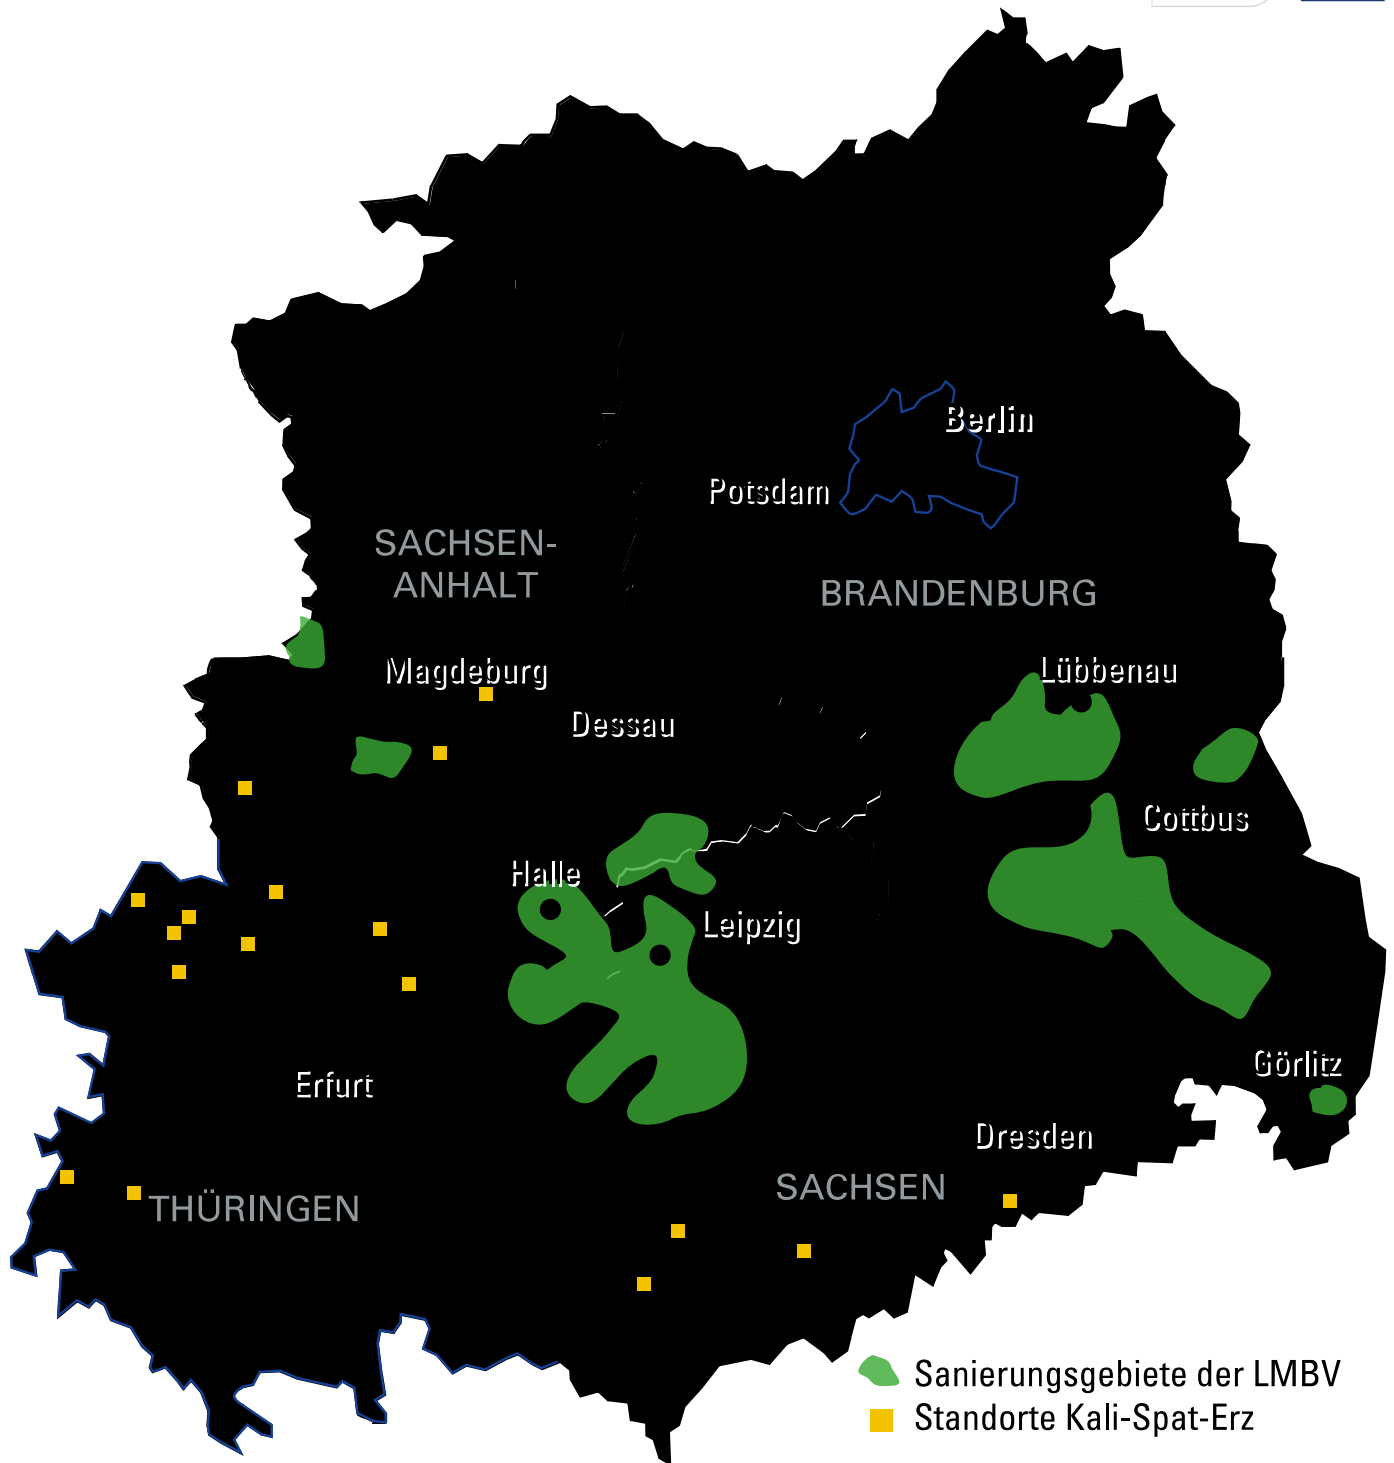 Berlin
Potsdam
SACHSEN-
ANHALT
BRANDENBURG
Magdeburg
Lübbenau
Dessau
Cottbus
Halle
Leipzig
Görlitz
Erfurt
Dresden
SACHSEN
THÜRINGEN
Sanierungsgebiete der LMBV
Standorte Kali-Spat-Erz